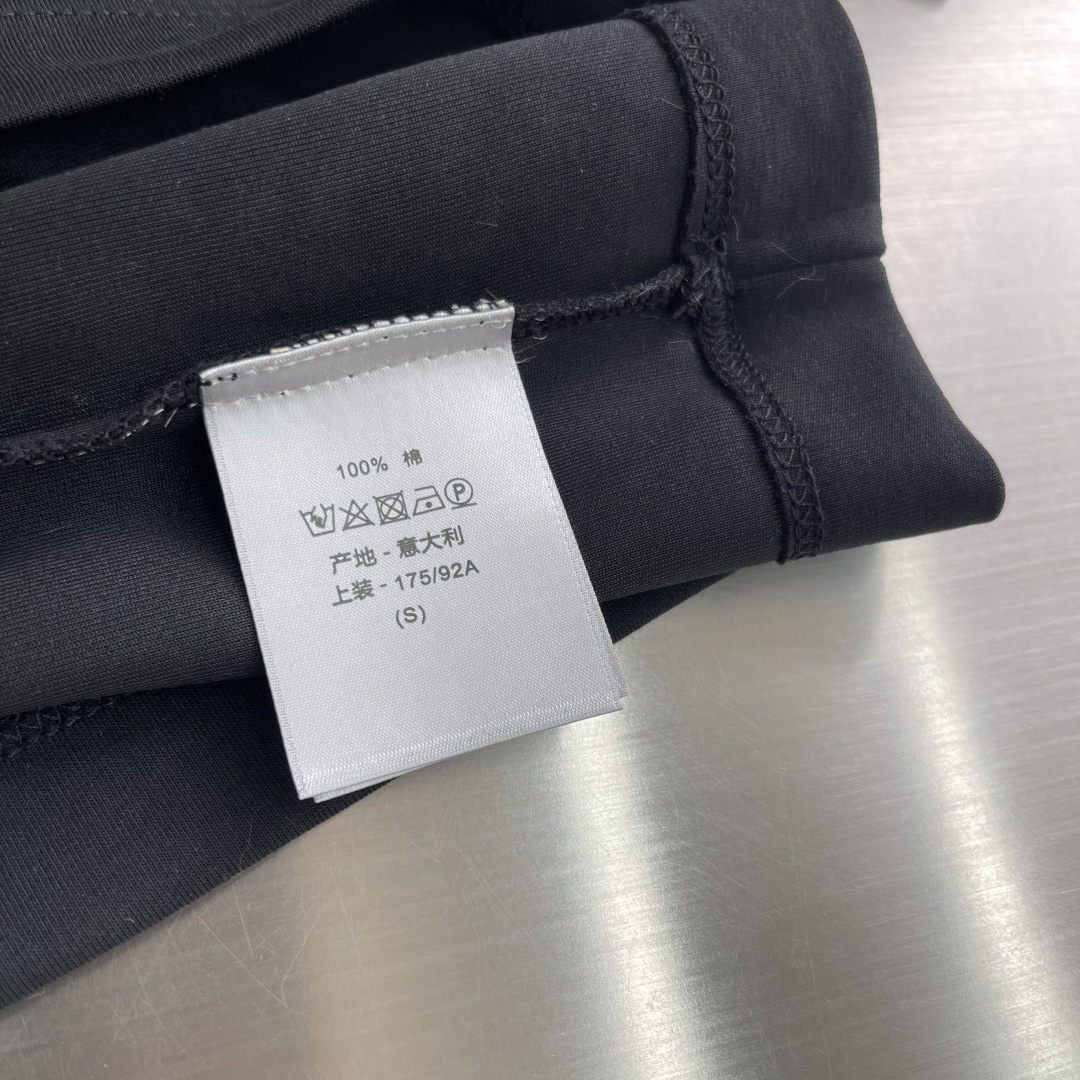 100% 棉
P
产地 - 意大利
上装 - 175/92A
(S)